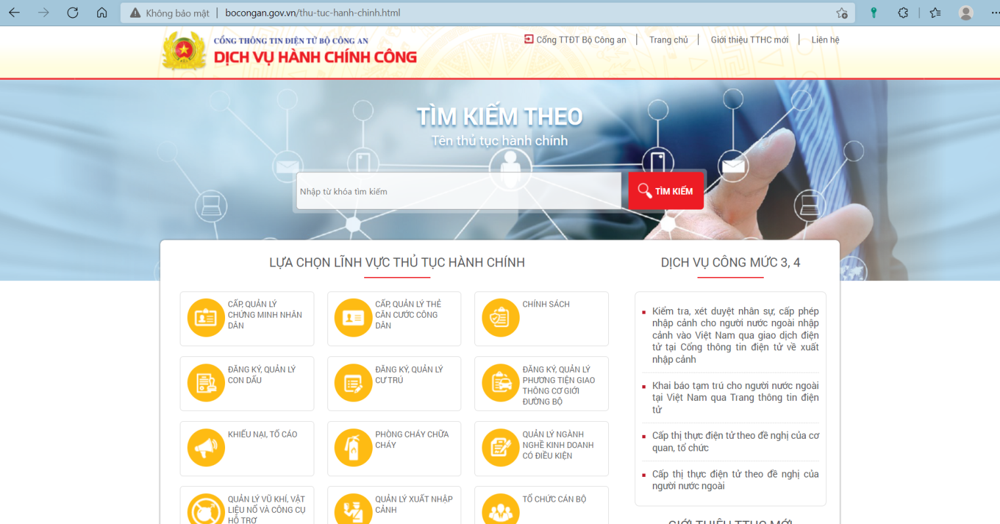 Không bảo mật
bocongan.gov.vn/thu-tuc-hanh-chinh.html
CỔNG THÔNG TIN ĐIỆN TỬ BỘ CÔNG AN
DỊCH VỤ HÀNH CHÍNH CÔNG
Cổng TTĐT Bộ Công an
Trang chủ
Giới thiệu TTHC mới
Liên hệ
TÌM KIẾM THEO
Tên thủ tục hành chính
Nhập từ khóa tìm kiếm
TÌM KIẾM
LỰA CHỌN LĨNH VỰC THỦ TỤC HÀNH CHÍNH
CẤP, QUẢN LÝ
CHỨNG MINH NHÂN
DÂN
CẤP, QUẢN LÝ THẺ
CĂN CƯỚC CÔNG
DÂN
CHÍNH SÁCH
ĐĂNG KÝ, QUẢN LÝ
CON DẤU
ĐĂNG KÝ, QUẢN LÝ
CƯ TRÚ
ĐĂNG KÝ, QUẢN LÝ
PHƯƠNG TIỆN GIAO
THÔNG CƠ GIỚI
ĐƯỜNG BỘ
KHIẾU NẠI, TỐ CÁO
PHÒNG CHÁY CHỮA
CHÁY
QUẢN LÝ NGÀNH
NGHỀ KINH DOANH
CÓ ĐIỀU KIỆN
QUẢN LÝ VŨ KHÍ, VẬT
LIỆU NỔ VÀ CÔNG CỤ
HỖ TRỢ
QUẢN LÝ XUẤT NHẬP
CẢNH
TỔ CHỨC CÁN BỘ
DỊCH VỤ CÔNG MỨC 3, 4
Kiểm tra, xét duyệt nhân sự, cấp phép
nhập cảnh cho người nước ngoài nhập
cảnh vào Việt Nam qua giao dịch điện
tử tại Cổng thông tin điện tử về xuất
nhập cảnh
Khai báo tạm trú cho người nước ngoài
tại Việt Nam qua Trang thông tin điện
tử
Cấp thị thực điện tử theo đề nghị của cơ
quan, tổ chức
Cấp thị thực điện tử theo đề nghị của
người nước ngoài
GIỚI THIỆU TTHC MỚI